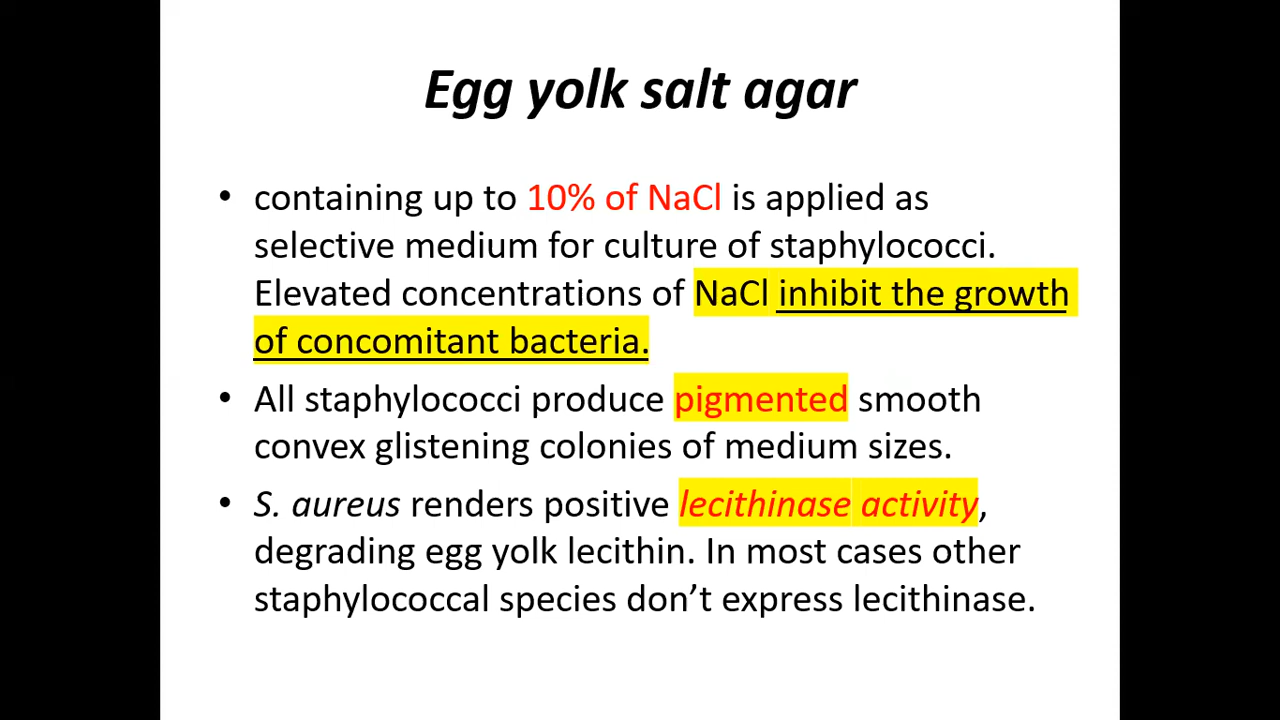 Egg yolk salt agar
• containing up to 10% of NaCl is applied as
selective medium for culture of staphylococci.
Elevated concentrations of NaCl inhibit the growth
of concomitant bacteria.
• All staphylococci produce pigmented smooth
convex glistening colonies of medium sizes.
• S. aureus renders positive lecithinase activity,
degrading egg yolk lecithin. In most cases other
staphylococcal species don’t express lecithinase.